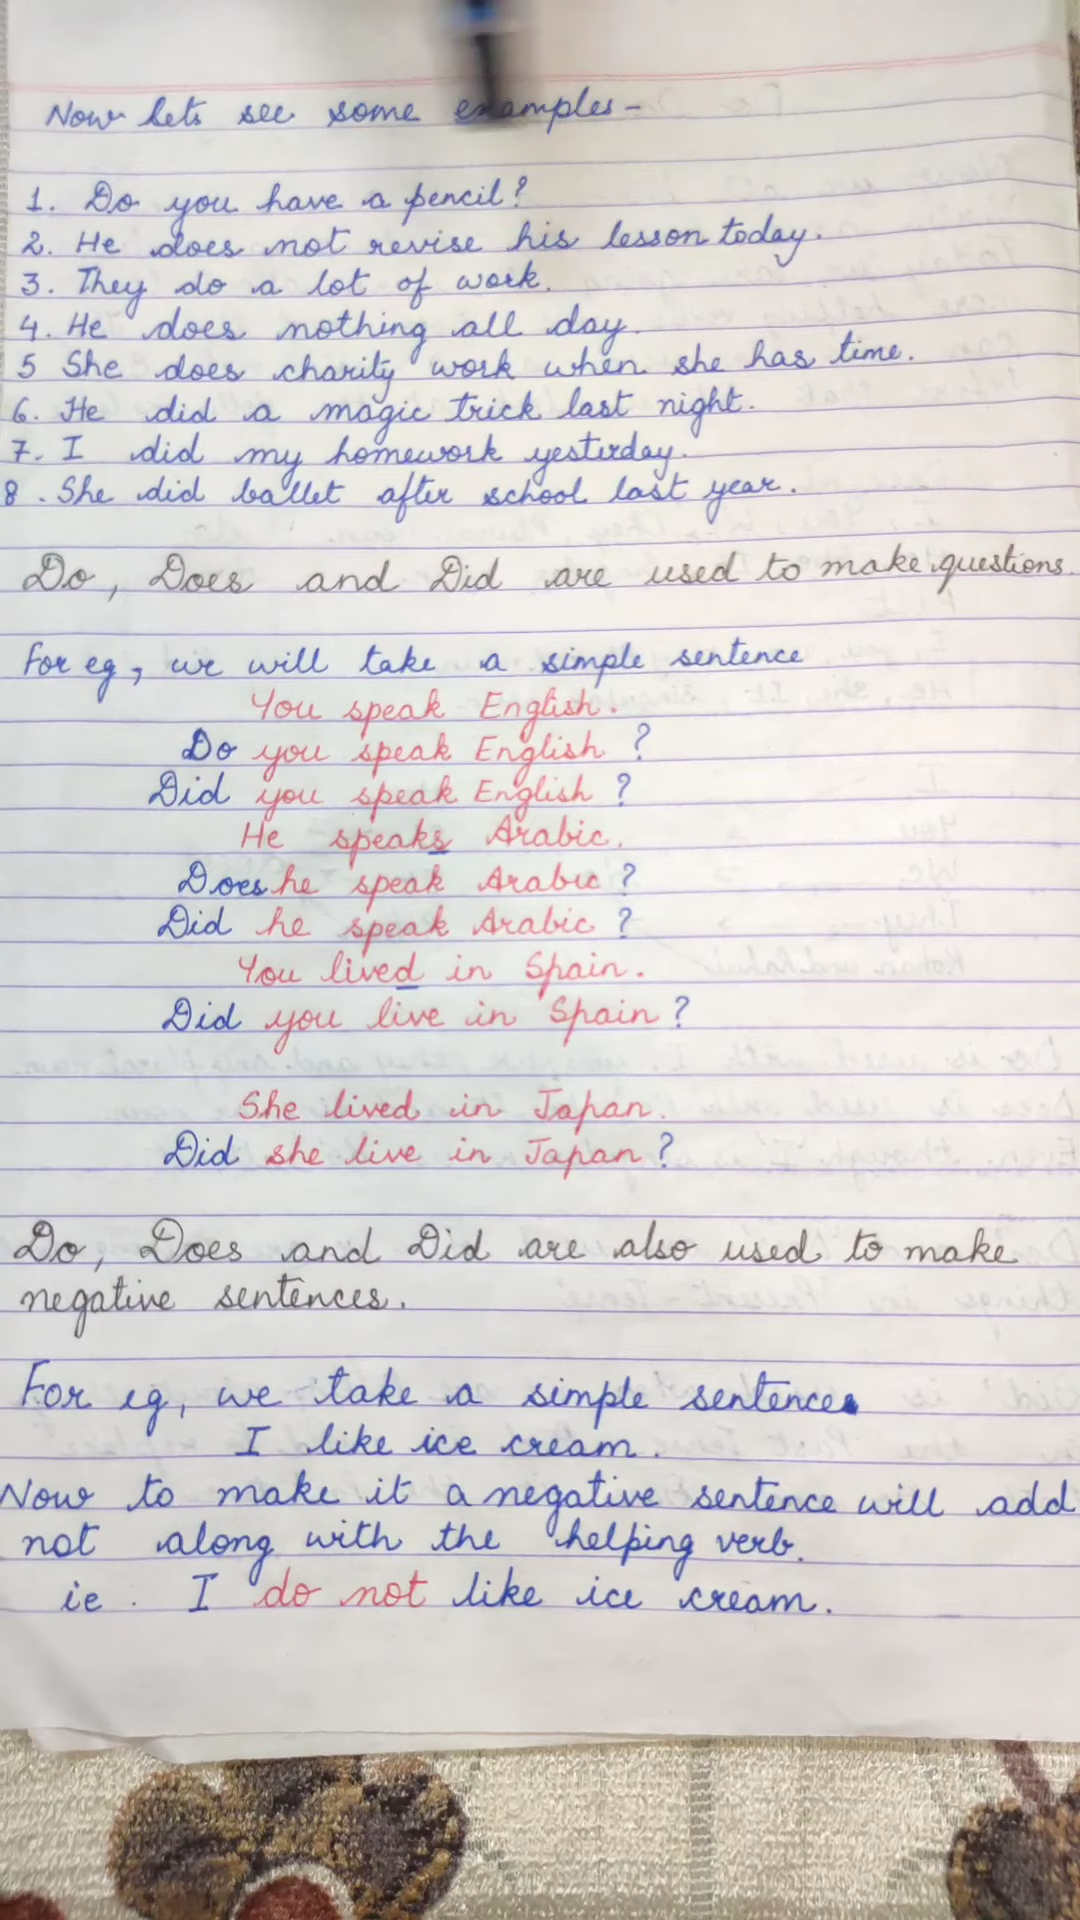 Now lets see some examples-
1. Do you have a pencil?
2. He does not revise his lesson today.
3. They do a lot of work.
4. He does nothing all day.
5 She does charity work when she has time.
6. He did a magic trick last night.
7. I did my homework yesterday.
8. She did ballet after school last year.
Do, Does and Did are used to make questions.
For eg, we will take a simple sentence
You speak English.
Do you speak English?
Did you speak English?
He speaks Arabic.
Does he speak Arabic?
Did he speak Arabic?
You lived in Spain.
Did you live in Spain?
She lived in Japan.
Did she live in Japan?
Do, Does and Did are also used to make
negative sentences.
For eg, we take a simple sentence
I like ice cream.
Now to make it a negative sentence will add
not along with the helping verb.
ie. I do not like ice cream.